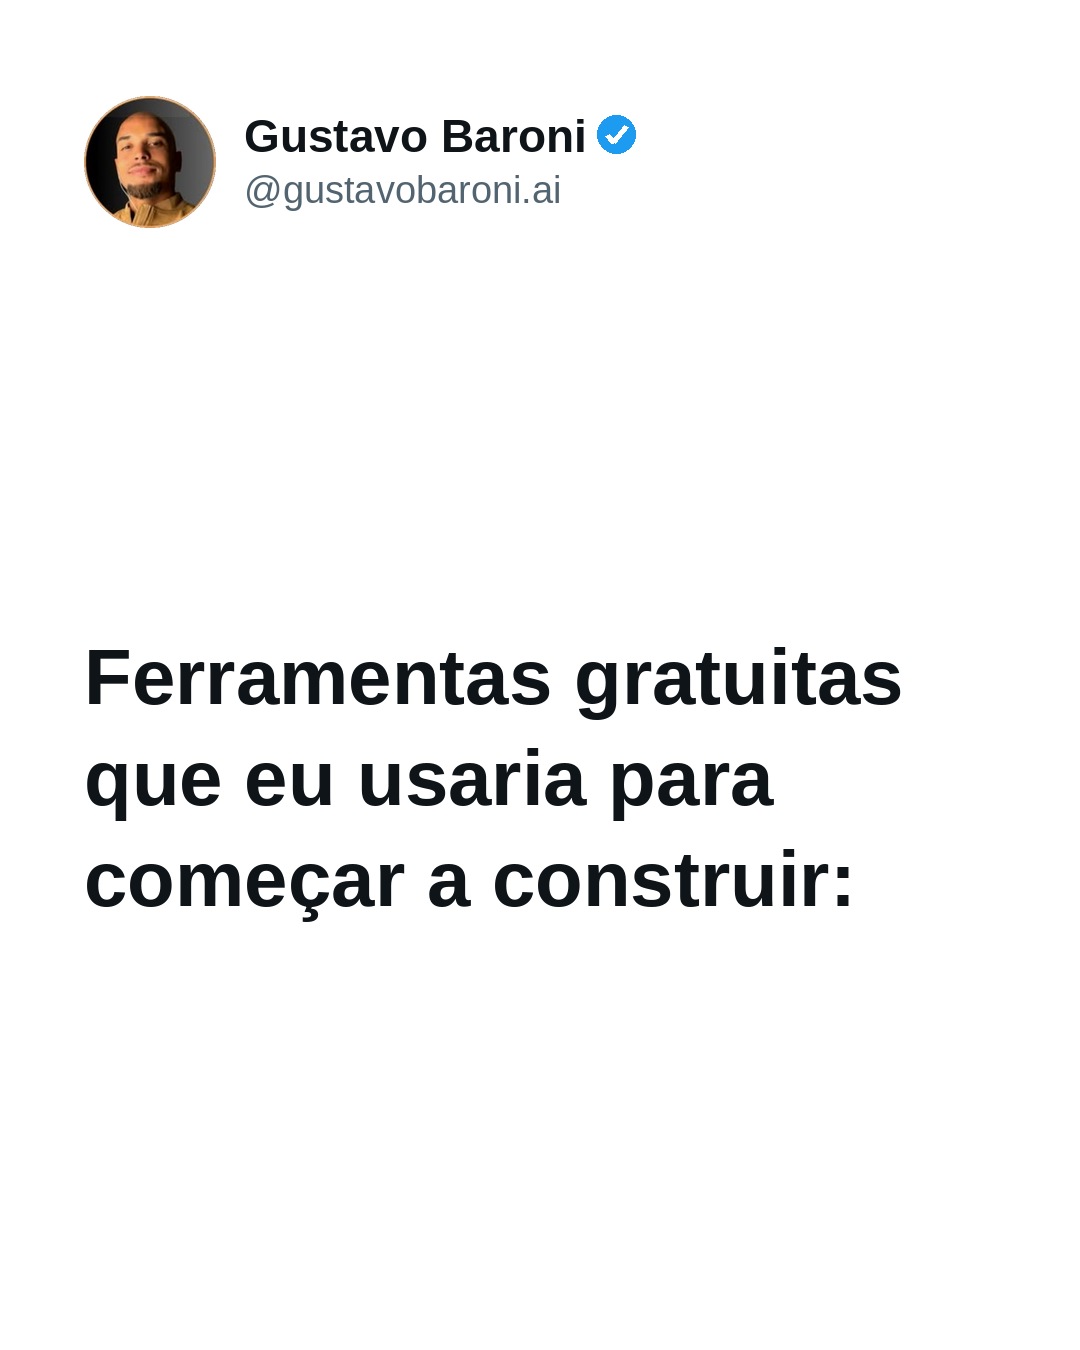 Gustavo Baroni
@gustavobaroni.ai
Ferramentas gratuitas
que eu usaria para
começar a construir: